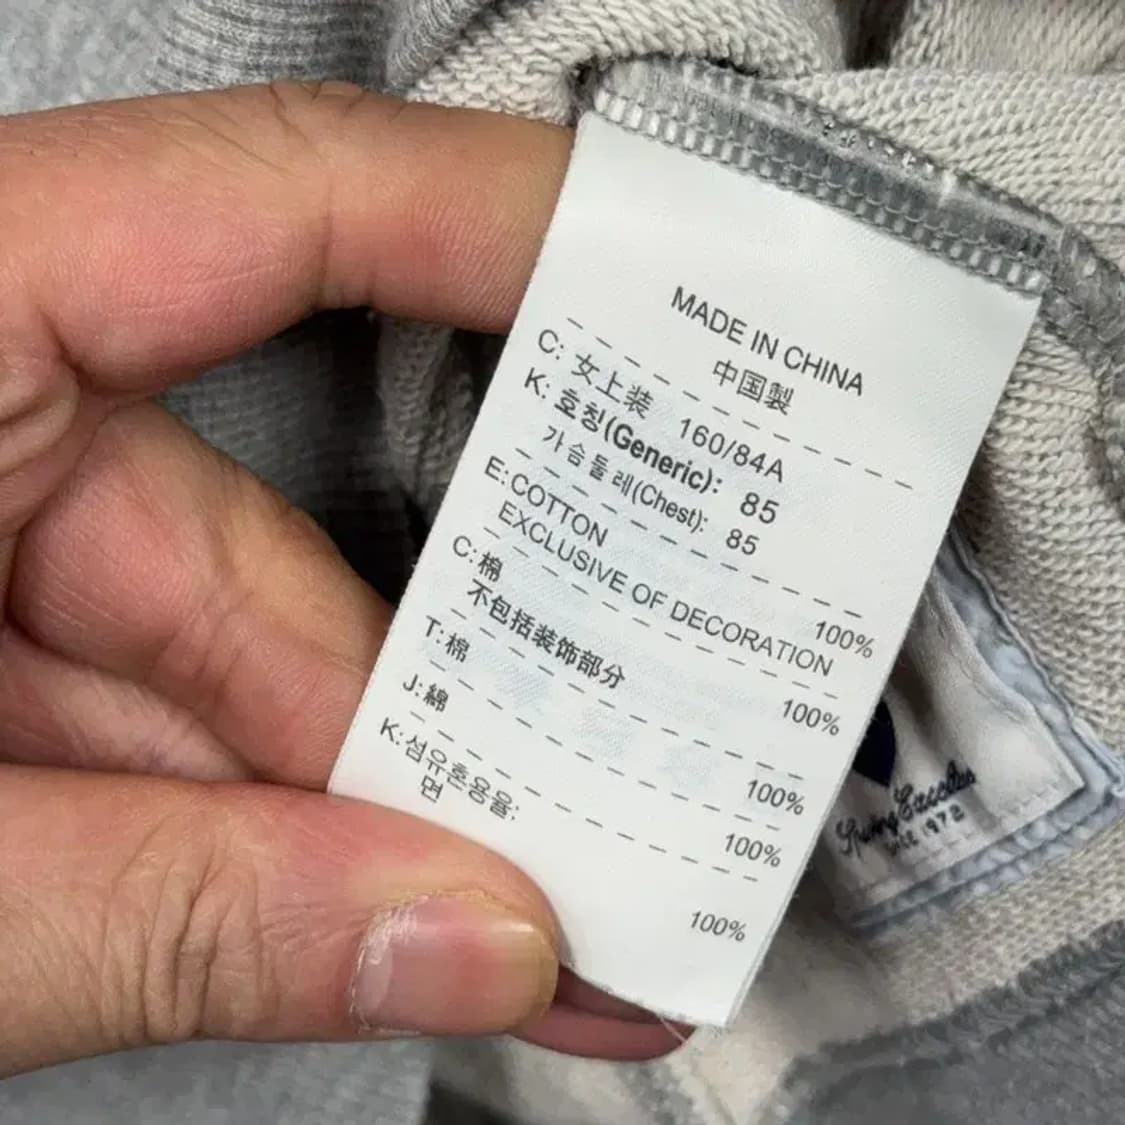 MADE IN CHINA
中国製
C: 女上装 160/84A
K: 호칭(Generic): 85
가슴둘레(Chest): 85
E: COTTON 100%
EXCLUSIVE OF DECORATION
C: 棉 100%
不包括装饰部分
T: 棉 100%
J: 綿 100%
K: 섬유혼용율:
면 100%
SINCE 1972